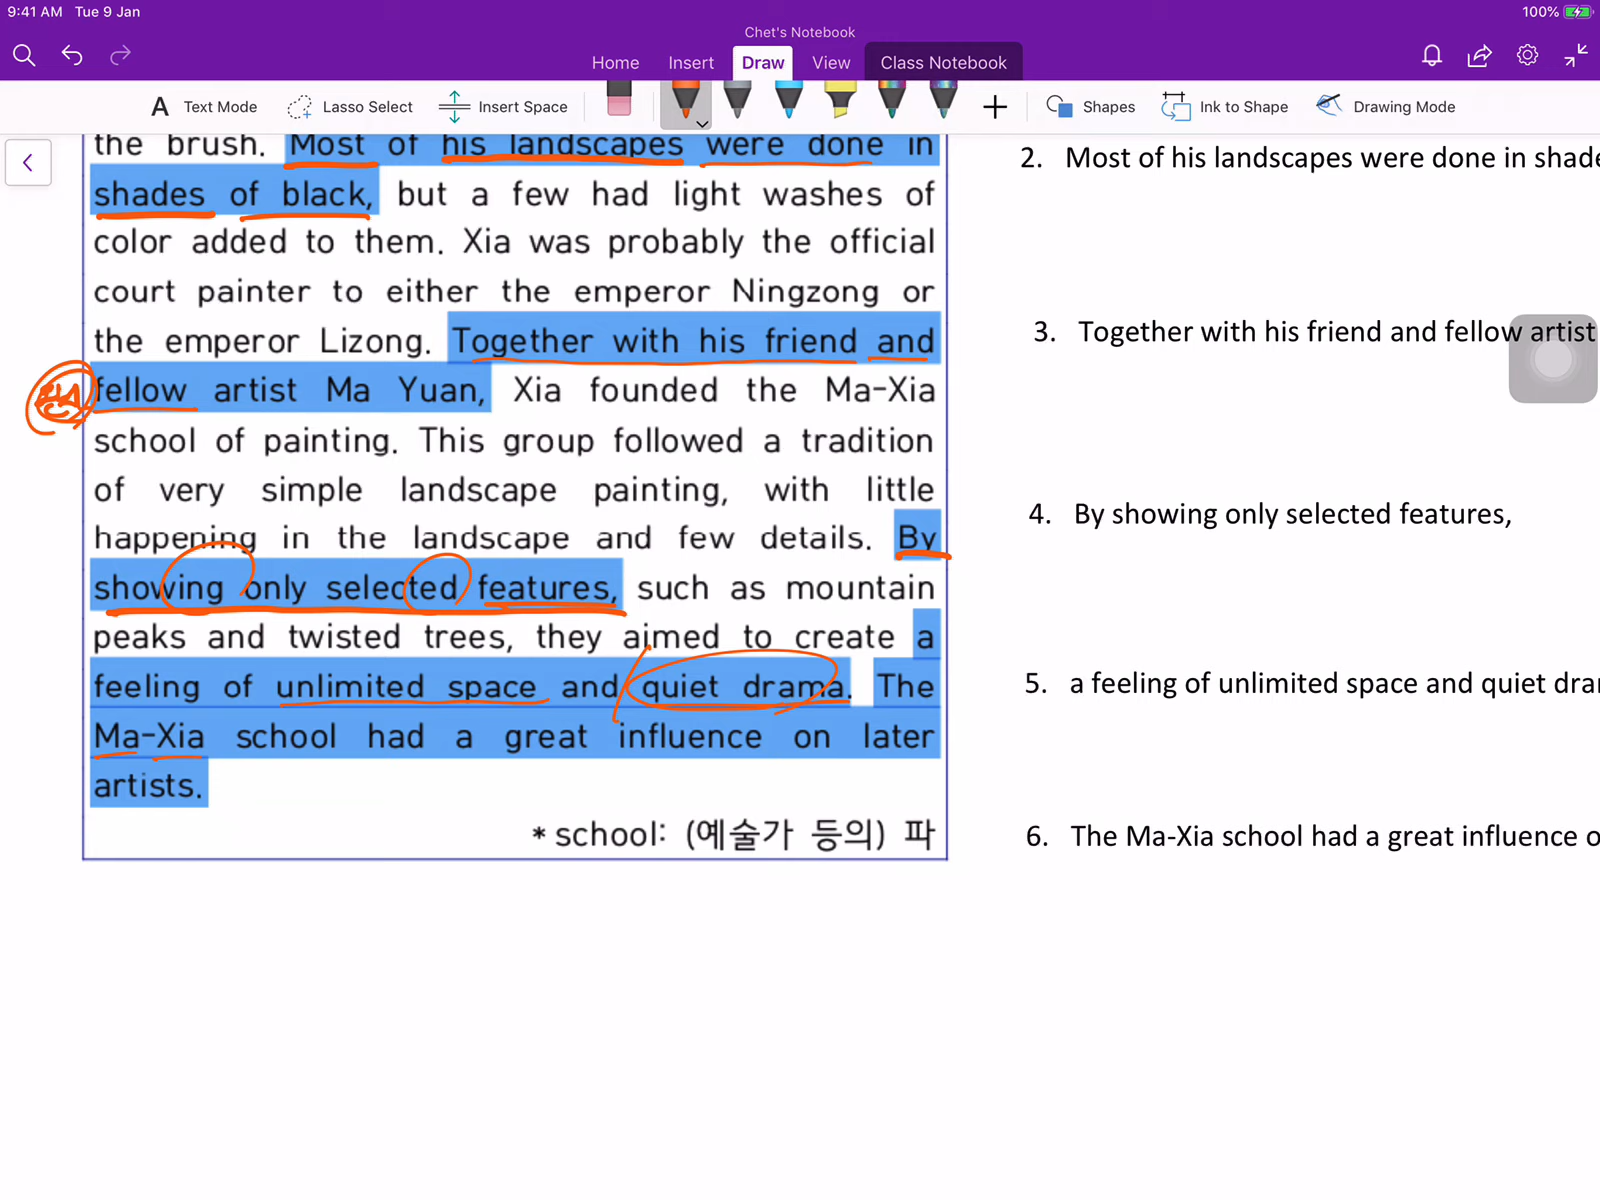 9:41 AM Tue 9 Jan
100%
Chet's Notebook
Home Insert Draw View Class Notebook
Text Mode Lasso Select Insert Space Shapes Ink to Shape Drawing Mode
the brush. Most of his landscapes were done in
shades of black, but a few had light washes of
color added to them. Xia was probably the official
court painter to either the emperor Ningzong or
the emperor Lizong. Together with his friend and
fellow artist Ma Yuan, Xia founded the Ma-Xia
school of painting. This group followed a tradition
of very simple landscape painting, with little
happening in the landscape and few details. By
showing only selected features, such as mountain
peaks and twisted trees, they aimed to create a
feeling of unlimited space and quiet drama. The
Ma-Xia school had a great influence on later
artists.
* school: (예술가 등의) 파
2. Most of his landscapes were done in shade
3. Together with his friend and fellow artist
4. By showing only selected features,
5. a feeling of unlimited space and quiet dra
6. The Ma-Xia school had a great influence o